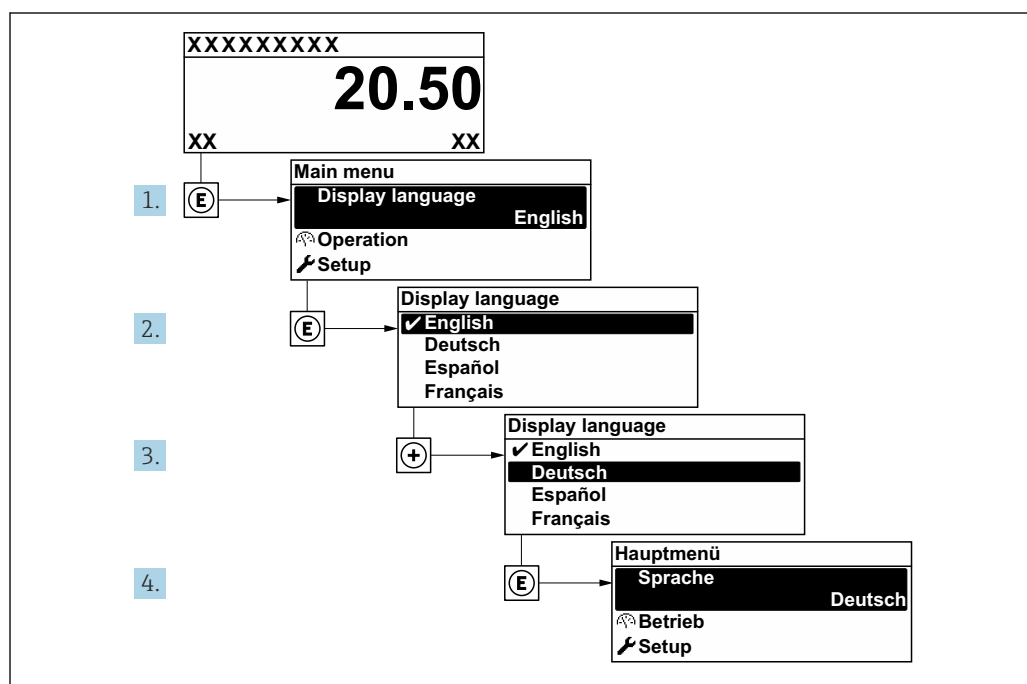 XXXXXXXXX
20.50
XX XX
1. E
Main menu
Display language
English
Operation
Setup
2. E
Display language
✔ English
Deutsch
Español
Français
3. +
Display language
✔ English
Deutsch
Español
Français
4. E
Hauptmenü
Sprache
Deutsch
Betrieb
Setup